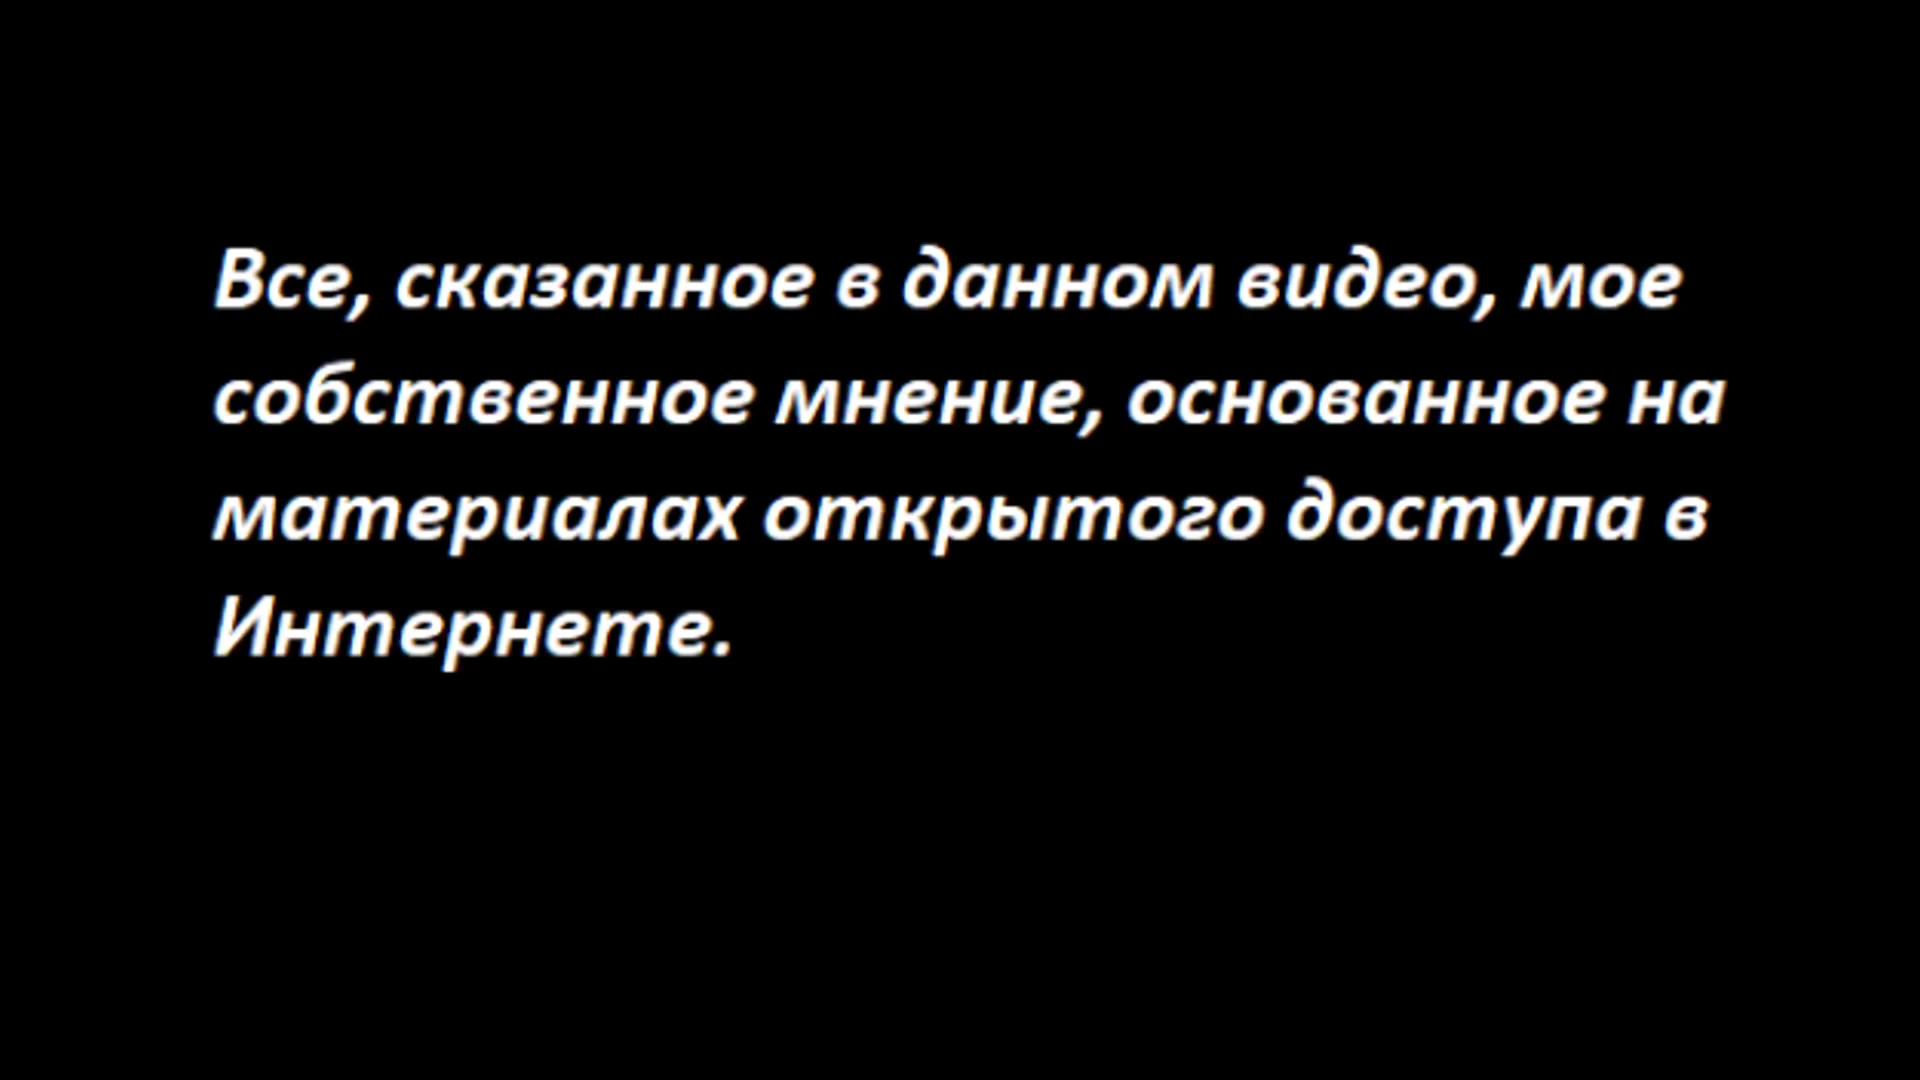 Все, сказанное в данном видео, мое
собственное мнение, основанное на
материалах открытого доступа в
Интернете.